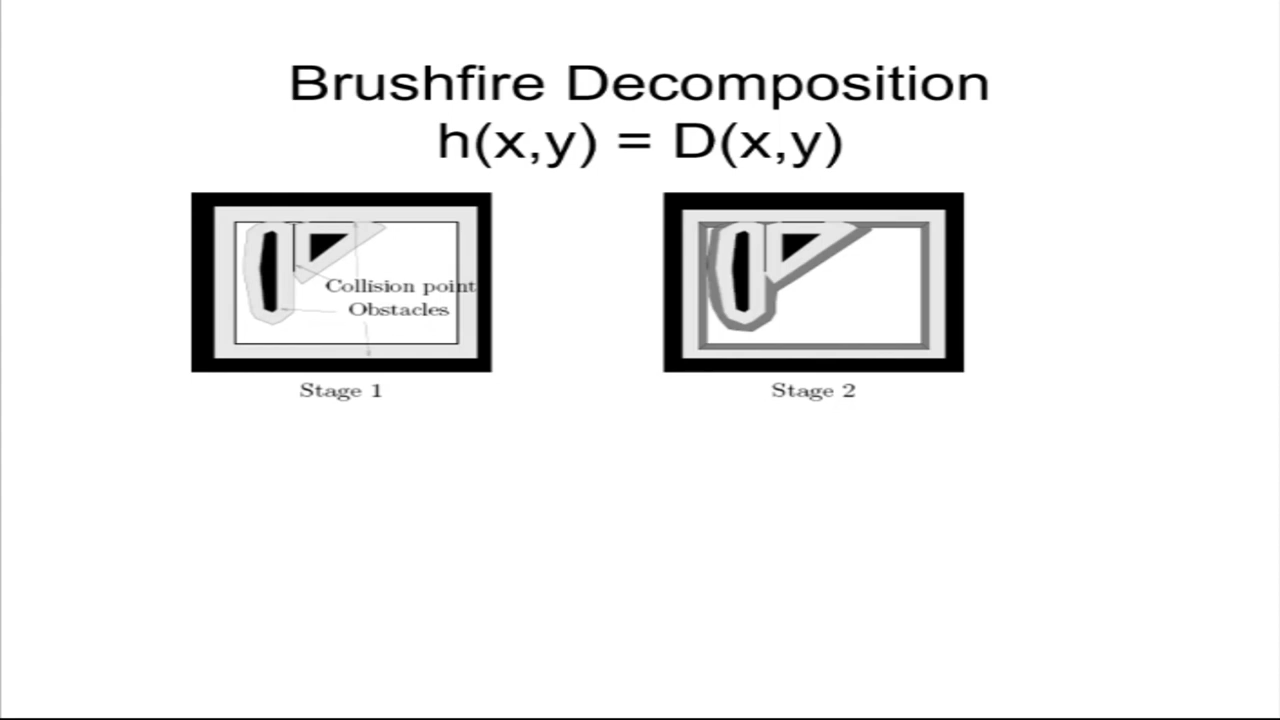 Brushfire Decomposition
h(x,y) = D(x,y)
Collision point
Obstacles
Stage 1
Stage 2